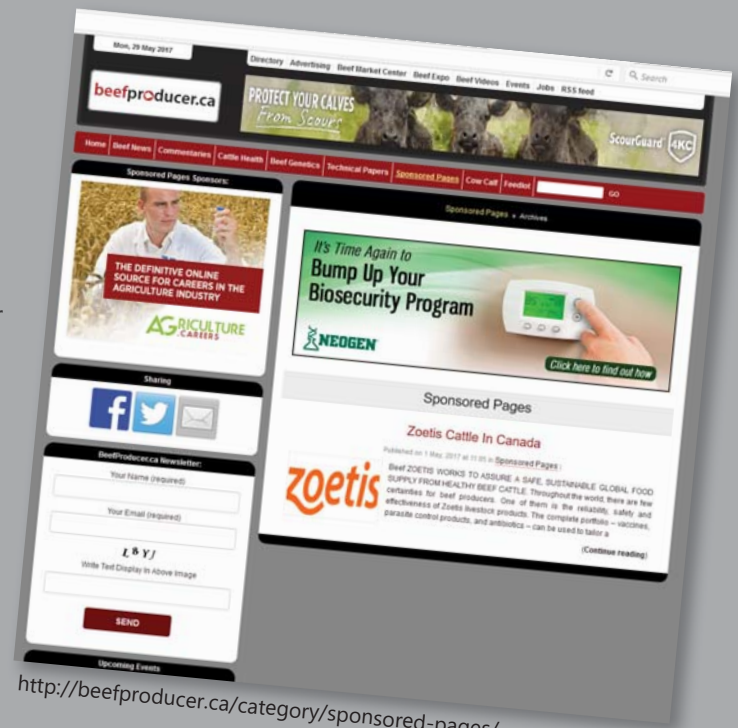 Mon, 29 May 2017
Directory Advertising Beef Market Center Beef Expo Beef Videos Events Jobs RSS feed
Search
beefproducer.ca
PROTECT YOUR CALVES
From Scours
ScourGuard 4KC
Home Beef News Commentaries Cattle Health Beef Genetics Technical Papers Sponsored Pages Cow Calf Feedlot GO
Sponsored Pages Sponsors:
THE DEFINITIVE ONLINE
SOURCE FOR CAREERS IN THE
AGRICULTURE INDUSTRY
AGRICULTURE
.CAREERS
Sharing
BeefProducer.ca Newsletter:
Your Name (required)
Your Email (required)
L 8 Y J
Write Text Display In Above Image
SEND
Upcoming Events
Sponsored Pages » Archives
It's Time Again to
Bump Up Your
Biosecurity Program
NEOGEN
Click here to find out how
Sponsored Pages
Zoetis Cattle In Canada
Published on 1 May, 2017 at 11:05 in Sponsored Pages
zoetis
Beef ZOETIS WORKS TO ASSURE A SAFE, SUSTAINABLE GLOBAL FOOD
SUPPLY FROM HEALTHY BEEF CATTLE. Throughout the world, there are few
certainties for beef producers. One of them is the reliability, safety and
effectiveness of Zoetis livestock products. The complete portfolio – vaccines,
parasite control products, and antibiotics – can be used to tailor a
(Continue reading)
http://beefproducer.ca/category/sponsored-pages/